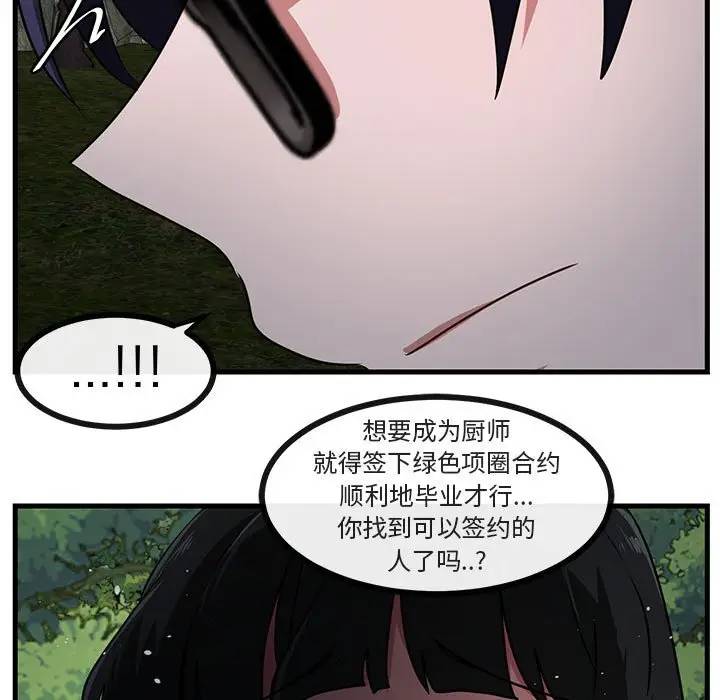 ...!!!
想要成为厨师
就得签下绿色项圈合约
顺利地毕业才行...
你找到可以签约的
人了吗..?